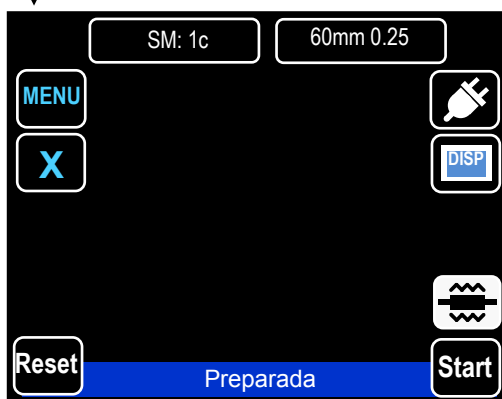 SM: 1c
60mm 0.25
MENU
X
DISP
Reset
Preparada
Start